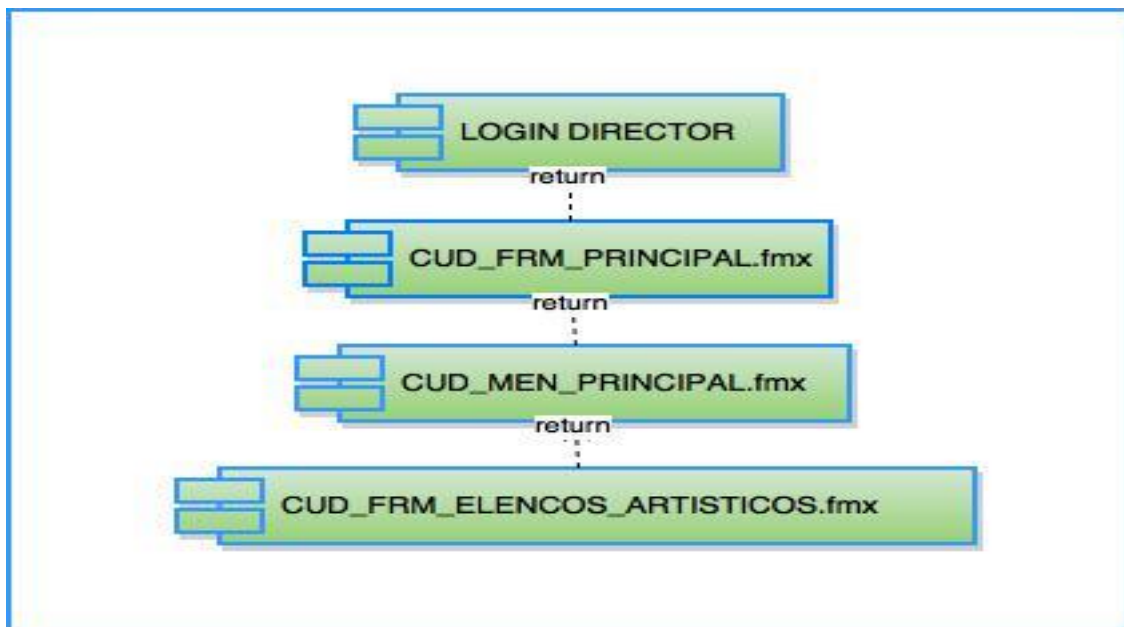 LOGIN DIRECTOR
return
CUD_FRM_PRINCIPAL.fmx
return
CUD_MEN_PRINCIPAL.fmx
return
CUD_FRM_ELENCOS_ARTISTICOS.fmx